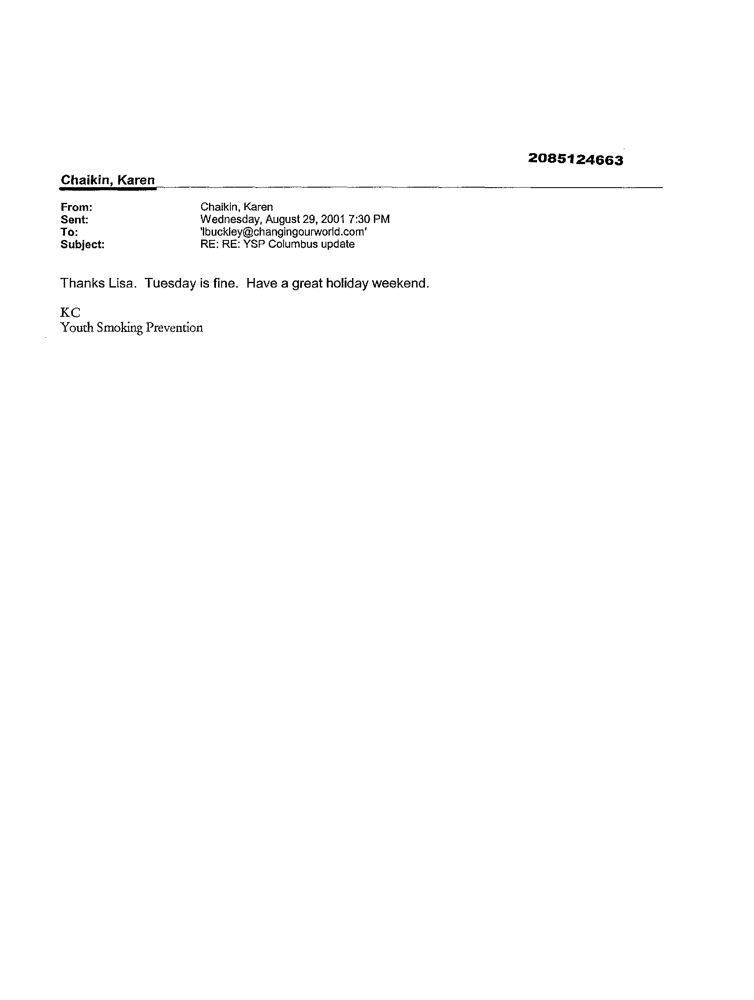 2085124663
Chaikin, Karen
From: Chaikin, Karen
Sent: Wednesday, August 29, 2001 7:30 PM
To: 'lbuckley@changingourworld.com'
Subject: RE: RE: YSP Columbus update
Thanks Lisa. Tuesday is fine. Have a great holiday weekend.
KC
Youth Smoking Prevention